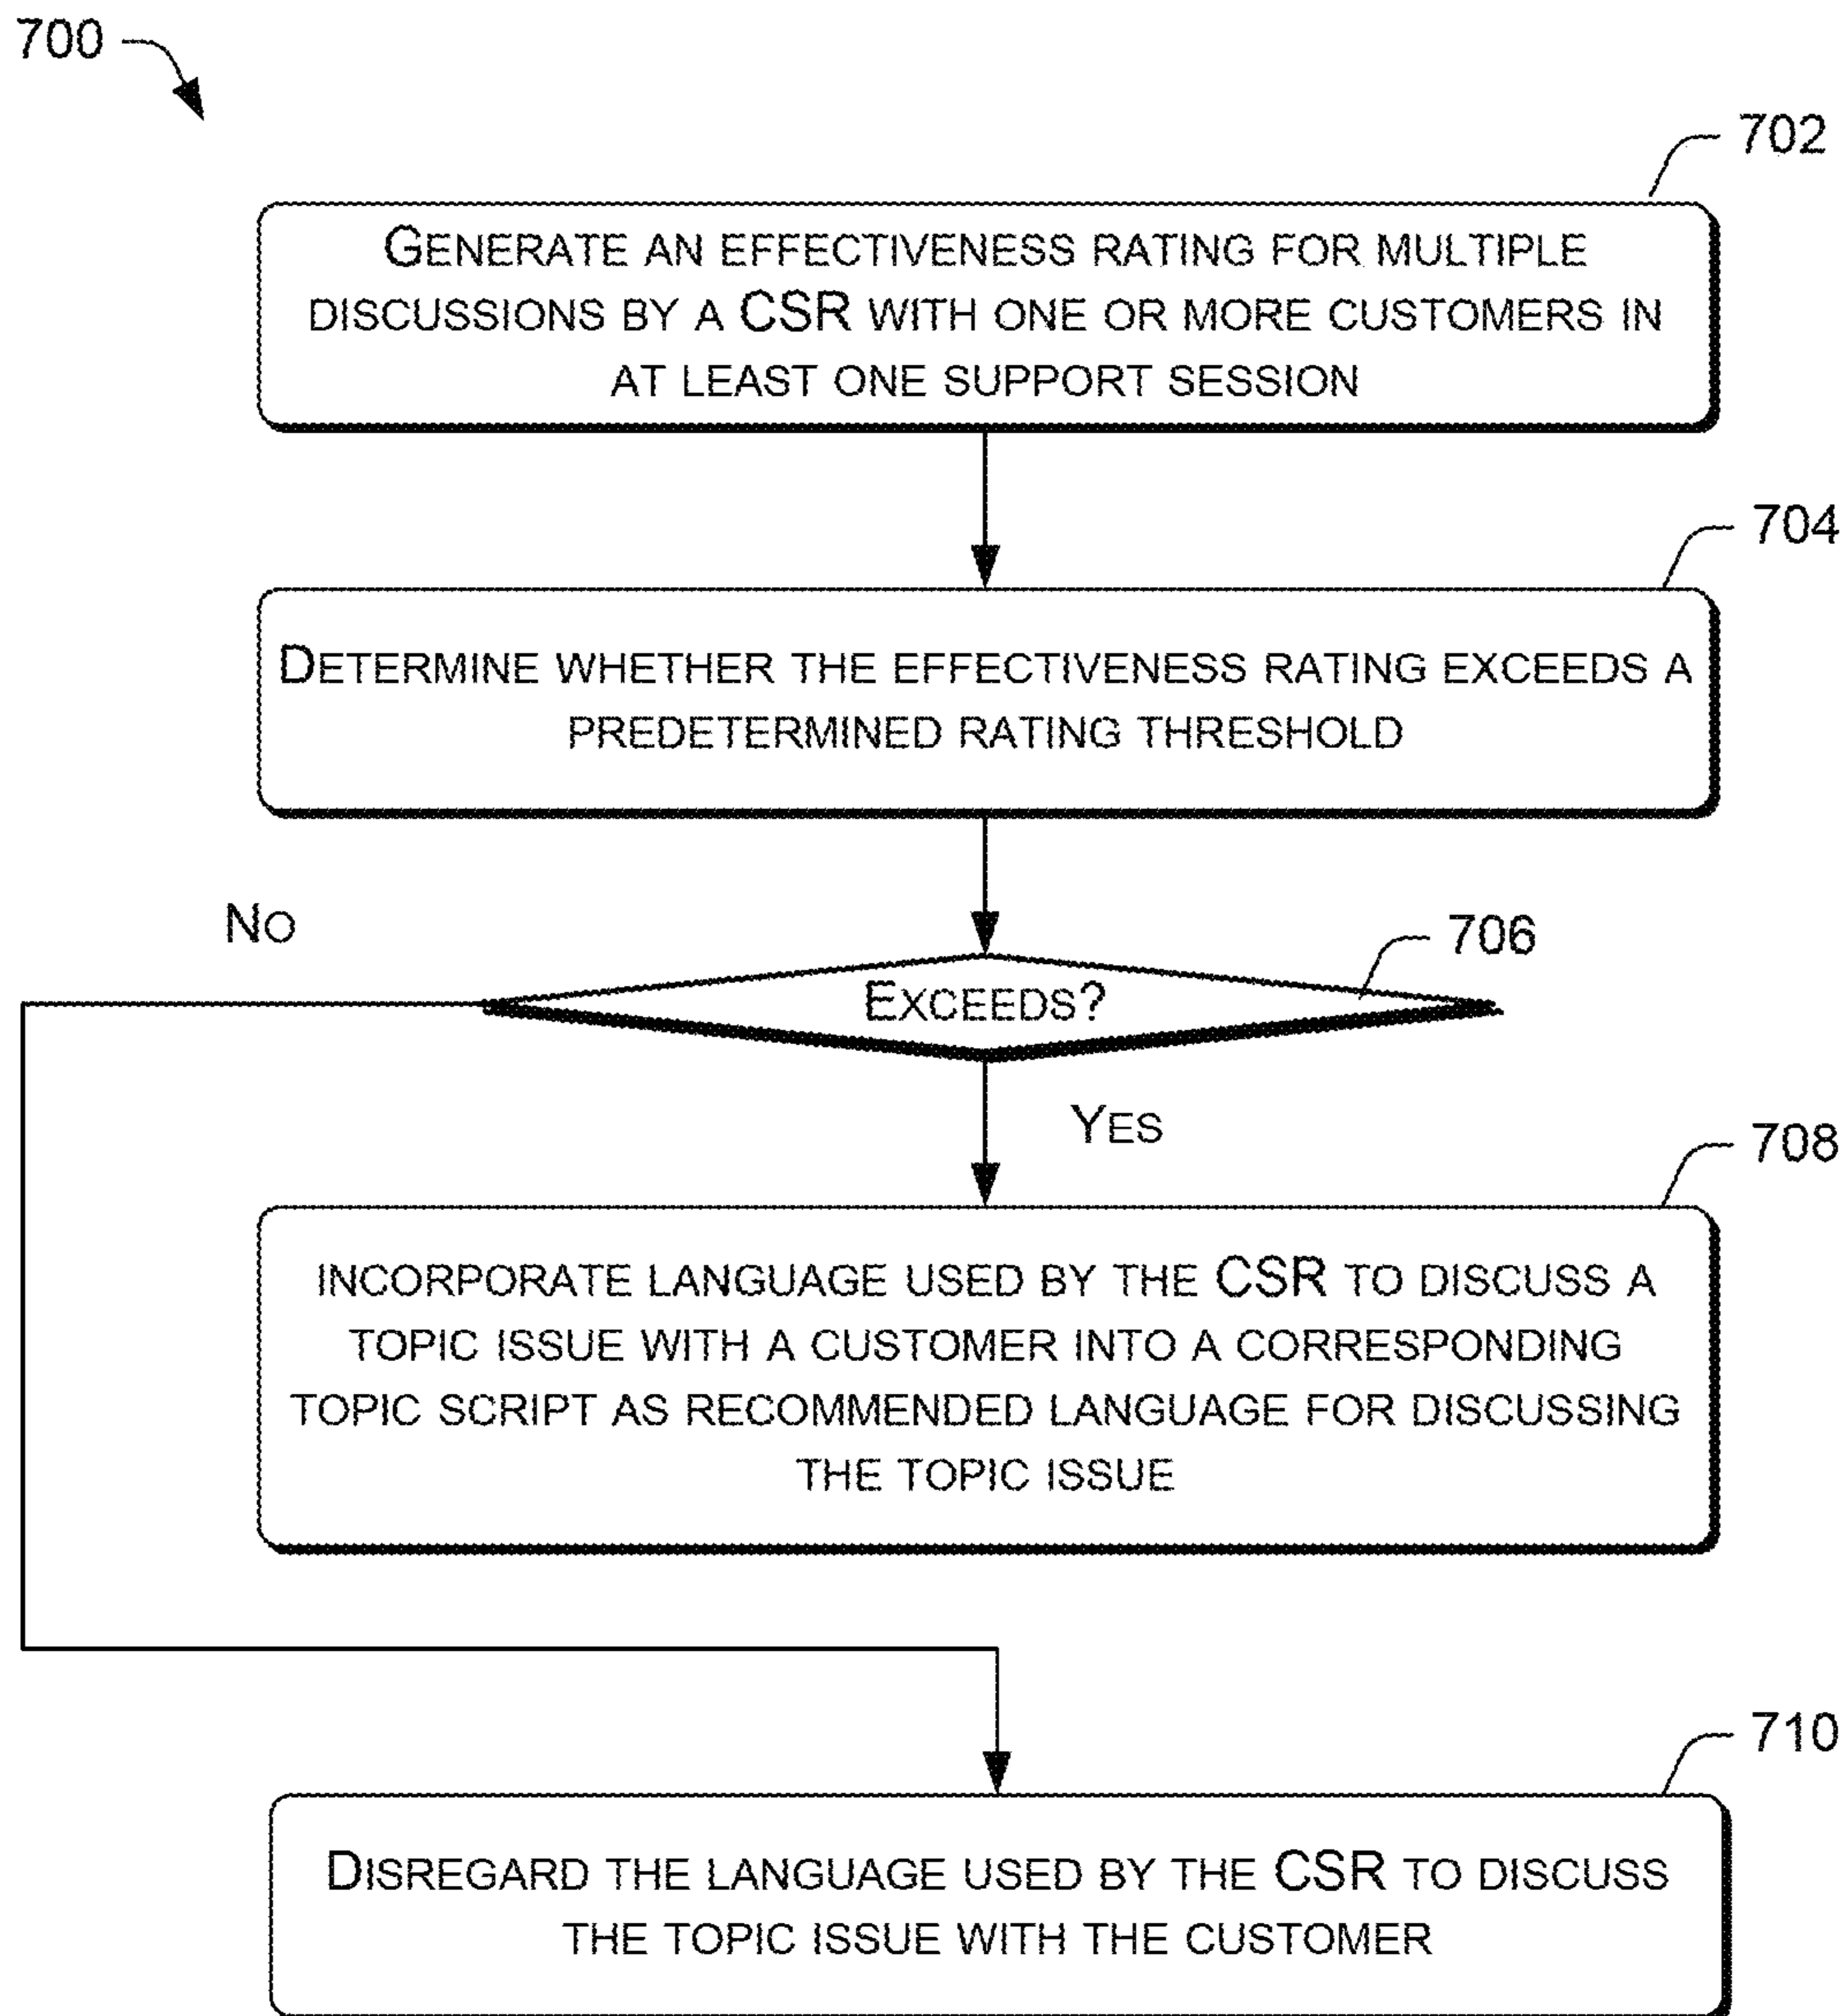 700
702
GENERATE AN EFFECTIVENESS RATING FOR MULTIPLE
DISCUSSIONS BY A CSR WITH ONE OR MORE CUSTOMERS IN
AT LEAST ONE SUPPORT SESSION
704
DETERMINE WHETHER THE EFFECTIVENESS RATING EXCEEDS A
PREDETERMINED RATING THRESHOLD
NO
706
EXCEEDS?
YES
708
INCORPORATE LANGUAGE USED BY THE CSR TO DISCUSS A
TOPIC ISSUE WITH A CUSTOMER INTO A CORRESPONDING
TOPIC SCRIPT AS RECOMMENDED LANGUAGE FOR DISCUSSING
THE TOPIC ISSUE
710
DISREGARD THE LANGUAGE USED BY THE CSR TO DISCUSS
THE TOPIC ISSUE WITH THE CUSTOMER